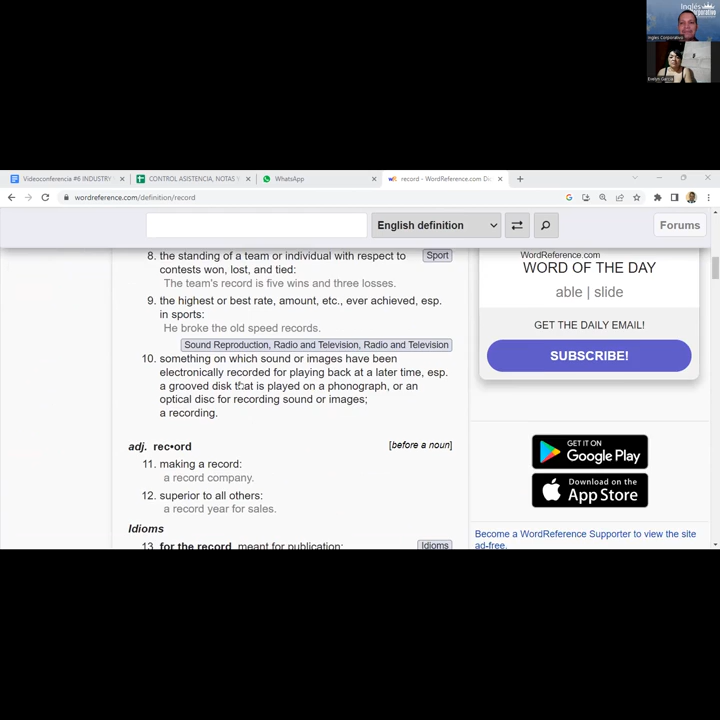 Inglés
Corporativo
Inglés Corporativo
Evelyn Garcia
Videoconferencia #6 INDUSTRY
CONTROL ASISTENCIA, NOTAS
WhatsApp
record - WordReference.com Di
wordreference.com/definition/record
English definition
Forums
8. the standing of a team or individual with respect to
Sport
contests won, lost, and tied:
The team's record is five wins and three losses.
9. the highest or best rate, amount, etc., ever achieved, esp.
in sports:
He broke the old speed records.
Sound Reproduction, Radio and Television, Radio and Television
10. something on which sound or images have been
electronically recorded for playing back at a later time, esp.
a grooved disk that is played on a phonograph, or an
optical disc for recording sound or images;
a recording.
adj. rec•ord
[before a noun]
11. making a record:
a record company.
12. superior to all others:
a record year for sales.
Idioms
13. for the record, meant for publication:
Idioms
WordReference.com
WORD OF THE DAY
able | slide
GET THE DAILY EMAIL!
SUBSCRIBE!
GET IT ON
Google Play
Download on the
App Store
Become a WordReference Supporter to view the site
ad-free.